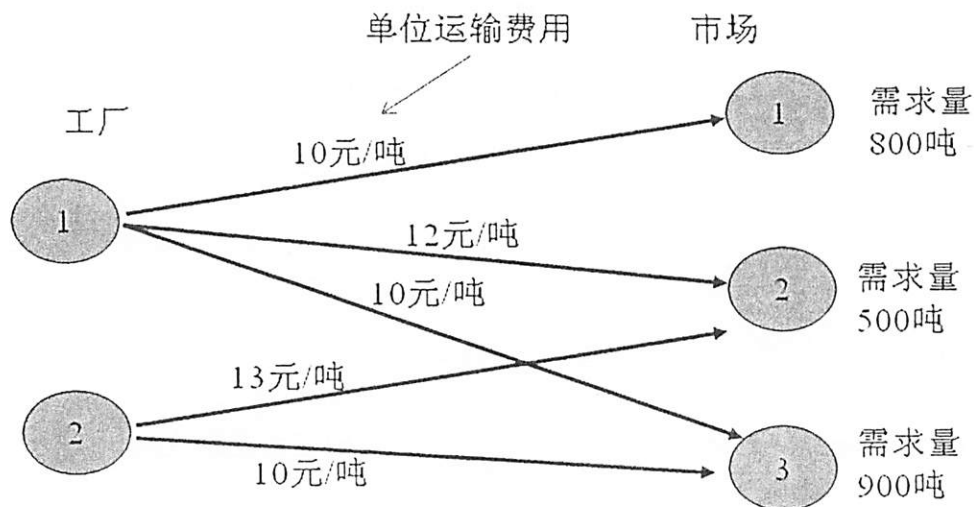 单位运输费用
市场
工厂
1
需求量
800吨
10元/吨
1
12元/吨
2
需求量
500吨
10元/吨
13元/吨
2
10元/吨
3
需求量
900吨